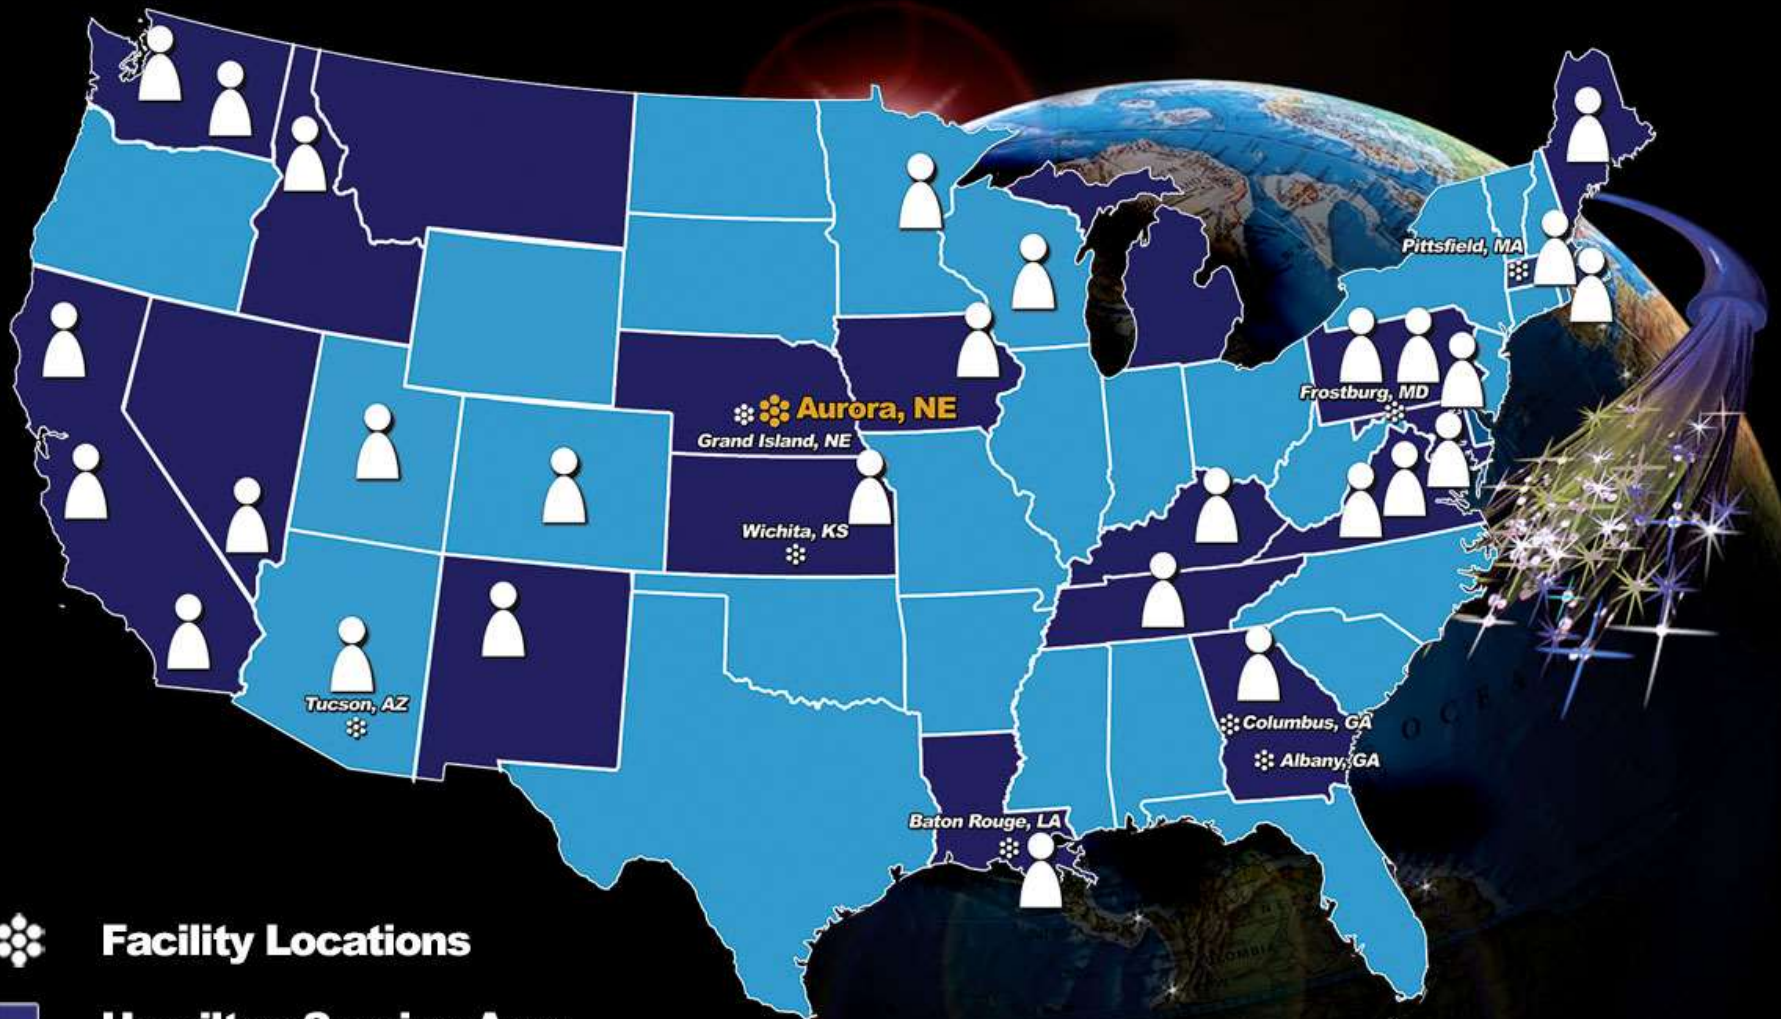 Pittsfield, MA
Frostburg, MD
Aurora, NE
Grand Island, NE
Wichita, KS
Tucson, AZ
Columbus, GA
Albany, GA
Baton Rouge, LA
OCEA
Facility Locations